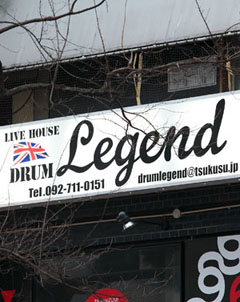 LIVE HOUSE
DRUM Legend
Tel.092-711-0151
drumlegend@tsukusu.jp